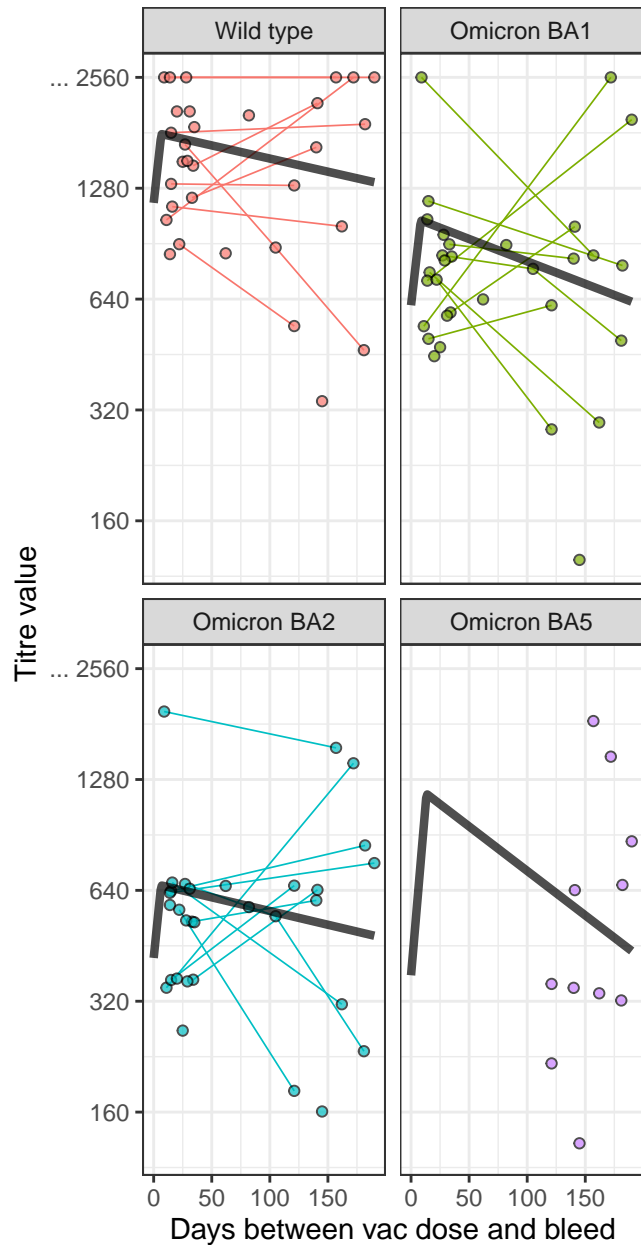 Wild type
Omicron BA1
... 2560
1280
640
320
160
Titre value
Omicron BA2
Omicron BA5
... 2560
1280
640
320
160
0 50 100 150 0 50 100 150
Days between vac dose and bleed